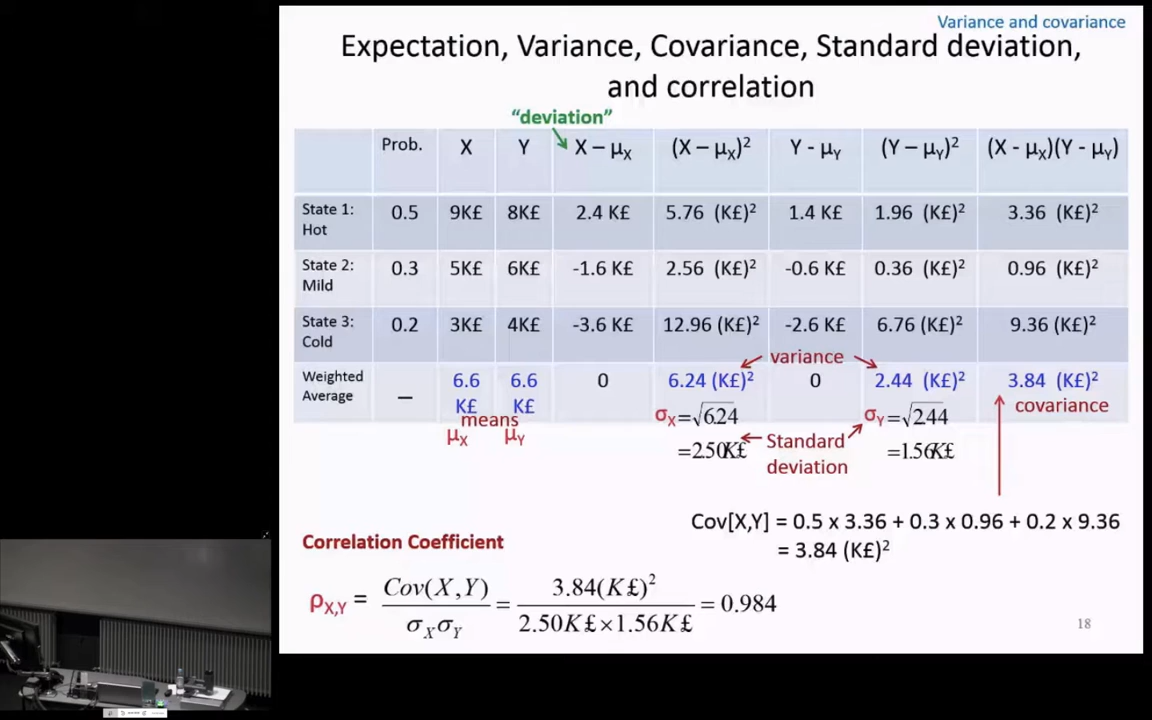 Variance and covariance
Expectation, Variance, Covariance, Standard deviation,
and correlation
“deviation”
Prob. X Y X – μX (X – μX)² Y - μY (Y – μY)² (X - μX)(Y - μY)
State 1: Hot 0.5 9K£ 8K£ 2.4 K£ 5.76 (K£)² 1.4 K£ 1.96 (K£)² 3.36 (K£)²
State 2: Mild 0.3 5K£ 6K£ -1.6 K£ 2.56 (K£)² -0.6 K£ 0.36 (K£)² 0.96 (K£)²
State 3: Cold 0.2 3K£ 4K£ -3.6 K£ 12.96 (K£)² -2.6 K£ 6.76 (K£)² 9.36 (K£)²
variance
Weighted Average – 6.6 K£ 6.6 K£ 0 6.24 (K£)² 0 2.44 (K£)² 3.84 (K£)²
means
μX μY
σX=√6.24
=2.50K£
Standard
deviation
σY=√2.44
=1.56K£
covariance
Cov[X,Y] = 0.5 x 3.36 + 0.3 x 0.96 + 0.2 x 9.36
= 3.84 (K£)²
Correlation Coefficient
ρX,Y = Cov(X,Y) / σXσY = 3.84(K£)² / 2.50K£×1.56K£ = 0.984
18